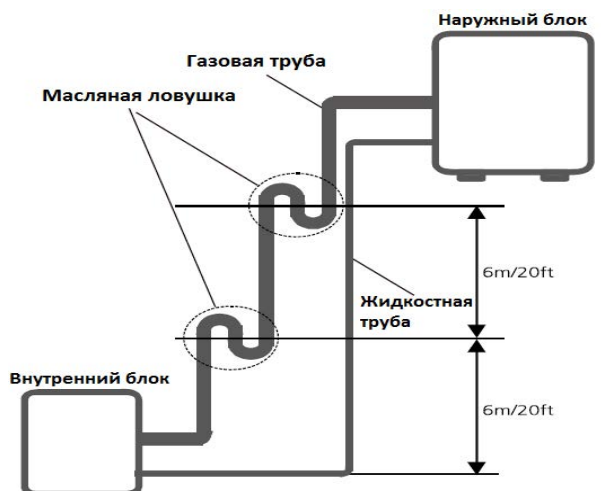 Наружный блок
Газовая труба
Масляная ловушка
6m/20ft
Жидкостная
труба
Внутренний блок
6m/20ft